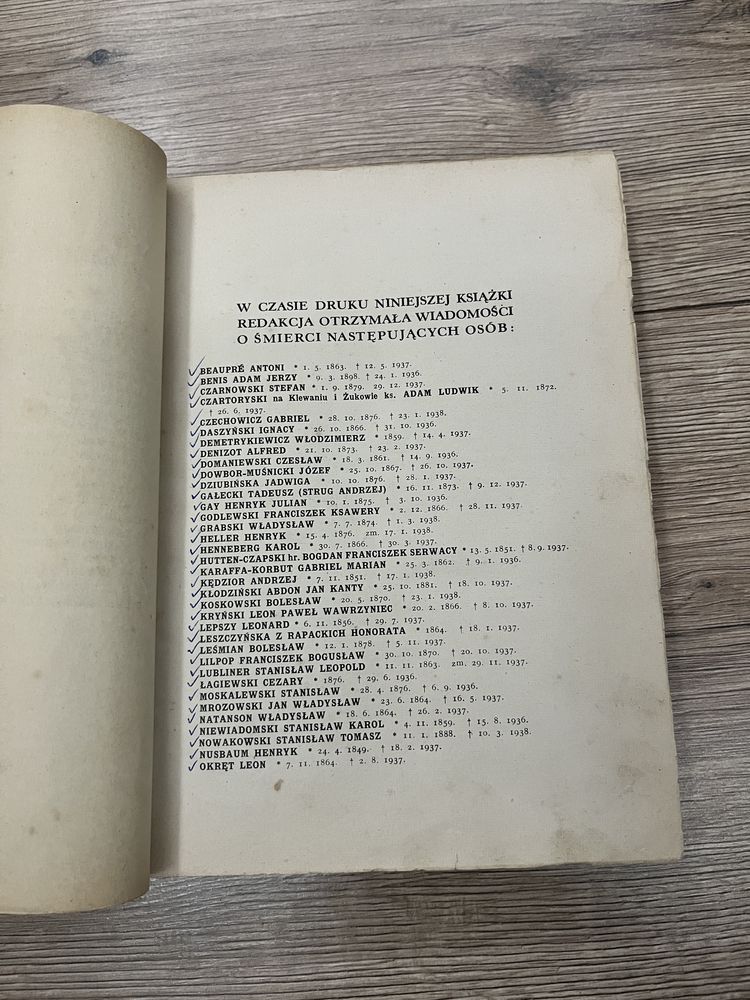 W CZASIE DRUKU NINIEJSZEJ KSIĄŻKI
REDAKCJA OTRZYMAŁA WIADOMOŚCI
O ŚMIERCI NASTĘPUJĄCYCH OSÓB:
BEAUPRÉ ANTONI * 1. 5. 1863. † 12. 5. 1937.
BENIS ADAM JERZY * 9. 3. 1898. † 24. 1. 1936.
CZARNOWSKI STEFAN * 1. 9. 1879. 29. 12. 1937.
CZARTORYSKI na Klewaniu i Żukowie ks. ADAM LUDWIK * 5. 11. 1872.
† 26. 6. 1937.
CZECHOWICZ GABRIEL * 28. 10. 1876. † 23. 1. 1938.
DASZYŃSKI IGNACY * 26. 10. 1866. † 31. 10. 1936.
DEMETRYKIEWICZ WŁODZIMIERZ * 1859. † 14. 4. 1937.
DENIZOT ALFRED * 21. 10. 1873. † 23. 2. 1937.
DOMANIEWSKI CZESŁAW * 18. 3. 1861. † 14. 9. 1936.
DOWBOR-MUŚNICKI JÓZEF * 25. 10. 1867. † 26. 10. 1937.
DZIUBIŃSKA JADWIGA * 10. 10. 1876. † 28. 1. 1937.
GAŁECKI TADEUSZ (STRUG ANDRZEJ) * 16. 11. 1873. † 9. 12. 1937.
GAY HENRYK JULIAN * 10. 1. 1875. † 3. 10. 1936.
GODLEWSKI FRANCISZEK KSAWERY * 2. 12. 1866. † 28. 11. 1937.
GRABSKI WŁADYSŁAW * 7. 7. 1874. † 1. 3. 1938.
HELLER HENRYK * 15. 4. 1876. zm. 17. 1. 1938.
HENNEBERG KAROL * 30. 7. 1866. † 30. 3. 1937.
HUTTEN-CZAPSKI hr. BOGDAN FRANCISZEK SERWACY * 13. 5. 1851. † 8. 9. 1937.
KARAFFA-KORBUT GABRIEL MARIAN * 25. 3. 1862. † 9. 1. 1936.
KĘDZIOR ANDRZEJ * 7. 11. 1851. † 17. 1. 1938.
KŁODZIŃSKI ABDON JAN KANTY * 25. 10. 1881. † 18. 10. 1937.
KOSKOWSKI BOLESŁAW * 20. 5. 1870. † 23. 1. 1938.
KRYŃSKI LEON PAWEŁ WAWRZYNIEC * 20. 2. 1866. † 8. 10. 1937.
LEPSZY LEONARD * 6. 11. 1856. † 29. 7. 1937.
LESZCZYŃSKA Z RAPACKICH HONORATA * 1864. † 18. 1. 1937.
LEŚMIAN BOLESŁAW * 12. 1. 1878. † 5. 11. 1937.
LILPOP FRANCISZEK BOGUSŁAW * 30. 10. 1870. † 20. 10. 1937.
LUBLINER STANISŁAW LEOPOLD * 11. 11. 1863. zm. 29. 11. 1937.
ŁAGIEWSKI CEZARY * 1876. † 29. 6. 1936.
MOSKALEWSKI STANISŁAW * 28. 4. 1876. † 6. 9. 1936.
MROZOWSKI JAN WŁADYSŁAW * 23. 6. 1864. † 16. 5. 1937.
NATANSON WŁADYSŁAW * 18. 6. 1864. † 26. 2. 1937.
NIEWIADOMSKI STANISŁAW KAROL * 4. 11. 1859. † 15. 8. 1936.
NOWAKOWSKI STANISŁAW TOMASZ * 11. 1. 1888. † 10. 3. 1938.
NUSBAUM HENRYK * 24. 4. 1849. † 18. 2. 1937.
OKRĘT LEON * 7. 11. 1864. † 2. 8. 1937.